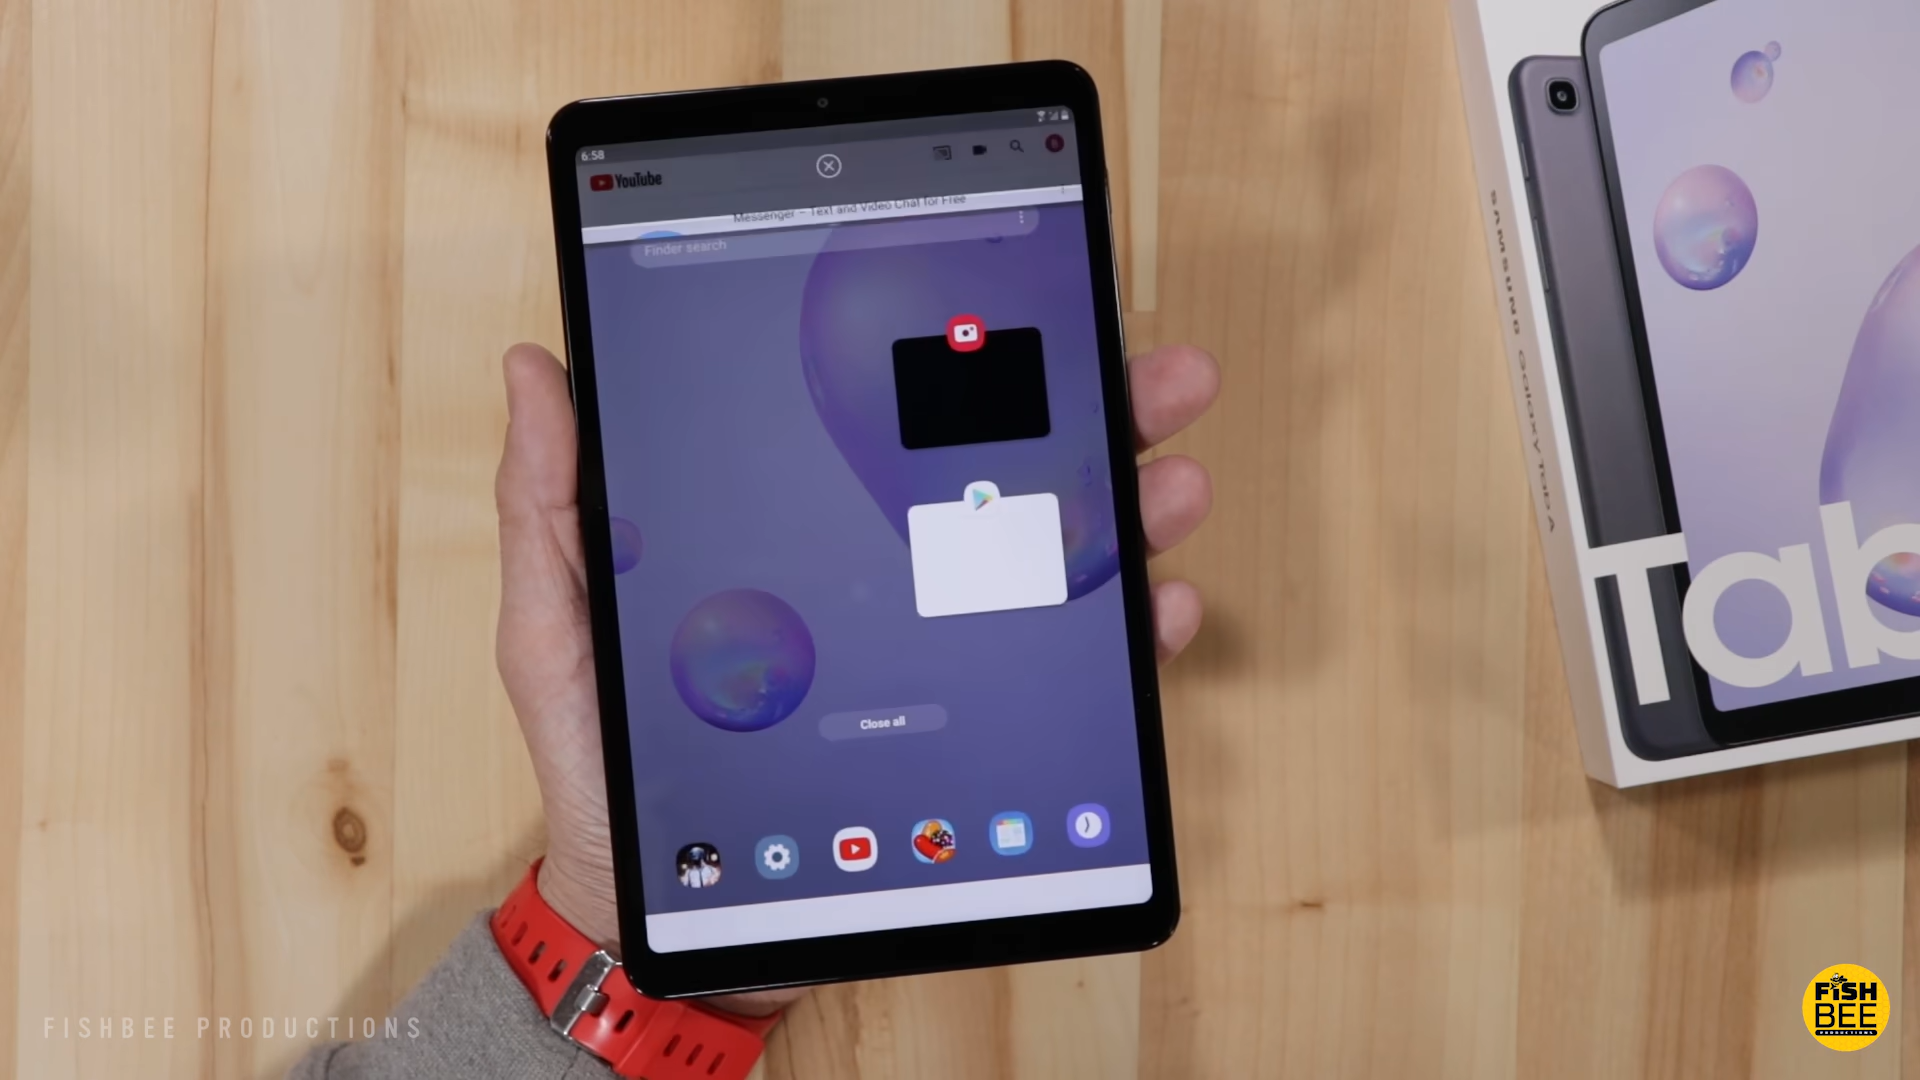 6:58
YouTube
Messenger – Text and Video Chat for Free
Finder search
Close all
SAMSUNG Galaxy Tab A
Tab
FISHBEE PRODUCTIONS
FISH
BEE
PRODUCTIONS